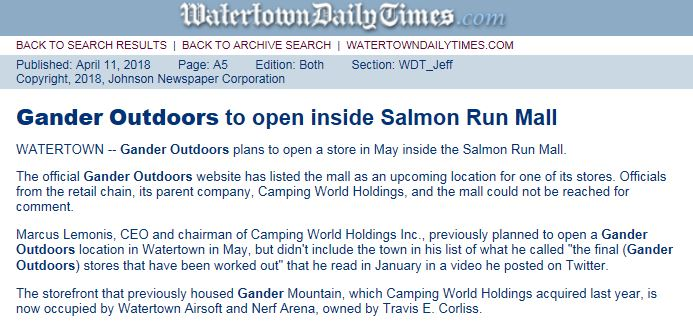 WatertownDailyTimes.com
BACK TO SEARCH RESULTS | BACK TO ARCHIVE SEARCH | WATERTOWNDAILYTIMES.COM
Published: April 11, 2018 Page: A5 Edition: Both Section: WDT_Jeff
Copyright, 2018, Johnson Newspaper Corporation
Gander Outdoors to open inside Salmon Run Mall
WATERTOWN -- Gander Outdoors plans to open a store in May inside the Salmon Run Mall.
The official Gander Outdoors website has listed the mall as an upcoming location for one of its stores. Officials
from the retail chain, its parent company, Camping World Holdings, and the mall could not be reached for
comment.
Marcus Lemonis, CEO and chairman of Camping World Holdings Inc., previously planned to open a Gander
Outdoors location in Watertown in May, but didn't include the town in his list of what he called "the final (Gander
Outdoors) stores that have been worked out" that he read in January in a video he posted on Twitter.
The storefront that previously housed Gander Mountain, which Camping World Holdings acquired last year, is
now occupied by Watertown Airsoft and Nerf Arena, owned by Travis E. Corliss.